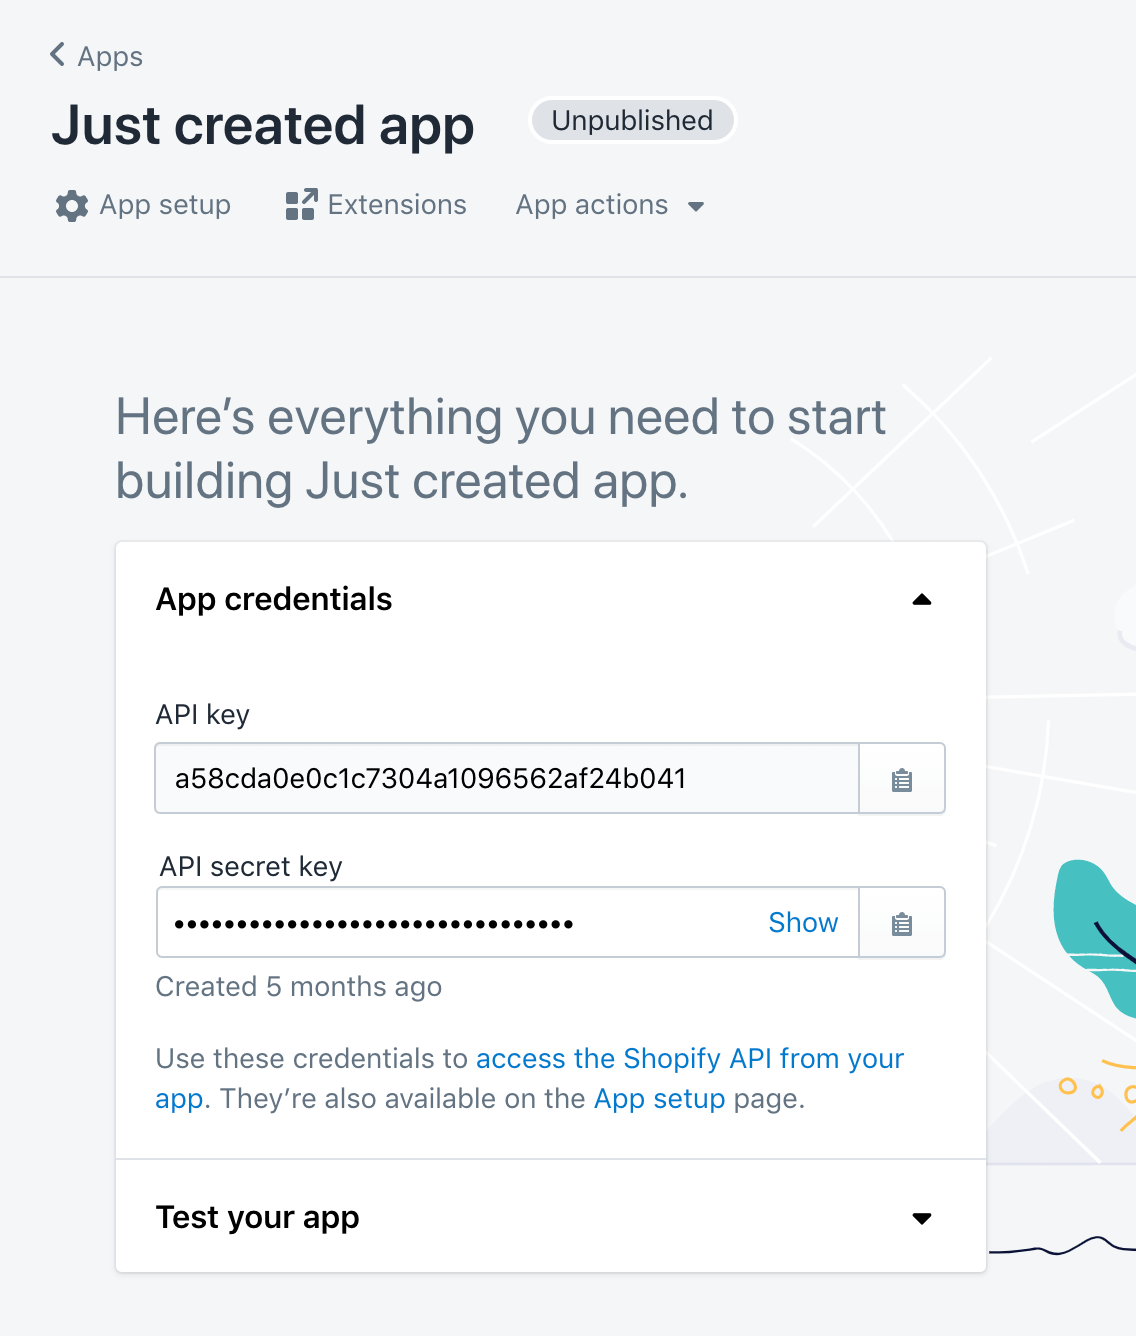 Apps
Just created app
Unpublished
App setup
Extensions
App actions
Here’s everything you need to start
building Just created app.
App credentials
API key
a58cda0e0c1c7304a1096562af24b041
API secret key
••••••••••••••••••••••••••••••••
Show
Created 5 months ago
Use these credentials to access the Shopify API from your
app. They’re also available on the App setup page.
Test your app